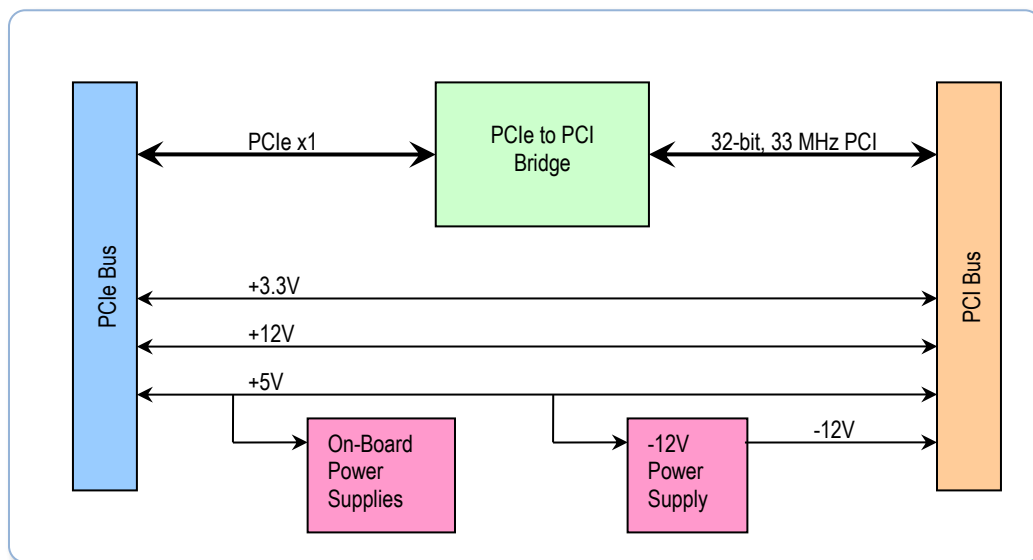 PCIe Bus
PCIe x1
PCIe to PCI
Bridge
32-bit, 33 MHz PCI
PCI Bus
+3.3V
+12V
+5V
On-Board
Power
Supplies
-12V
Power
Supply
-12V